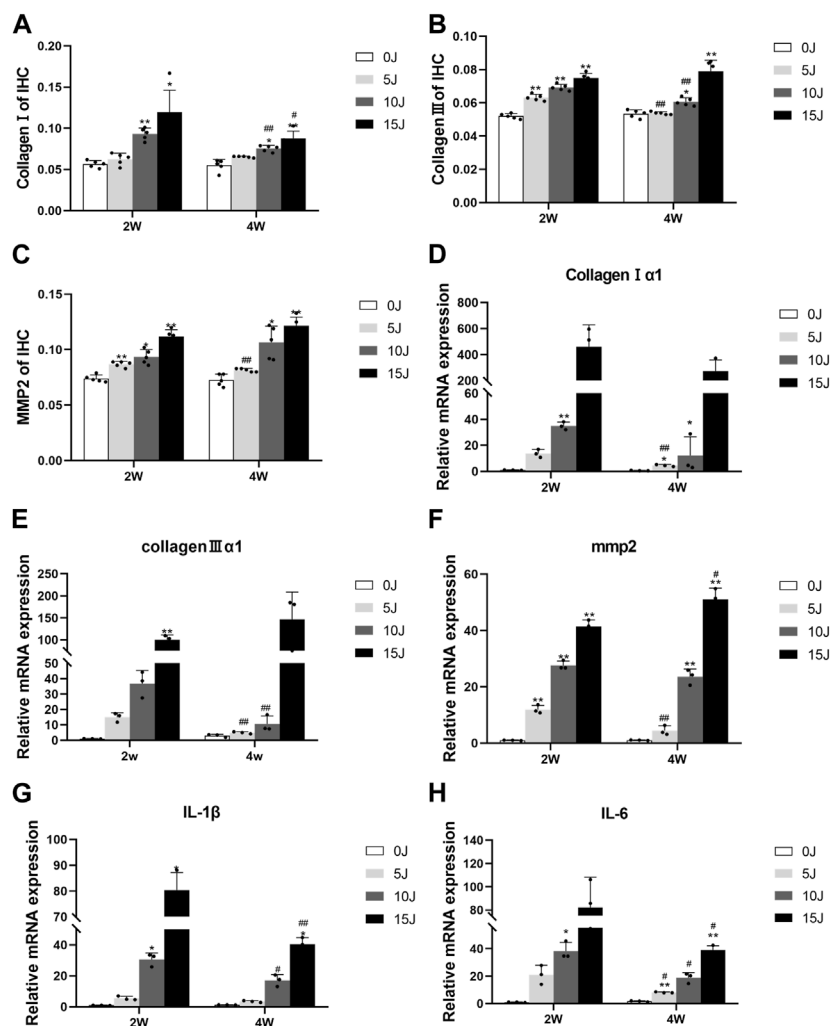 A
Collagen I of IHC
0.20
0.15
0.10
0.05
0.00
**
*
##
*
#
**
2W
4W
0J
5J
10J
15J
B
Collagen Ⅲ of IHC
0.10
0.08
0.06
0.04
0.02
0.00
**
**
**
##
##
*
**
2W
4W
0J
5J
10J
15J
C
MMP2 of IHC
0.15
0.10
0.05
0.00
**
*
**
##
*
**
2W
4W
0J
5J
10J
15J
D
Collagen Ⅰ α1
Relative mRNA expression
800
600
400
200
60
40
20
0
**
##
*
*
2W
4W
0J
5J
10J
15J
E
collagen Ⅲ α1
Relative mRNA expression
250
200
150
100
50
40
30
20
10
0
**
##
##
2w
4W
0J
5J
10J
15J
F
mmp2
Relative mRNA expression
60
40
20
0
**
**
**
##
**
#
**
2W
4W
0J
5J
10J
15J
G
IL-1β
Relative mRNA expression
100
90
80
70
60
40
20
0
*
*
#
##
*
2W
4W
0J
5J
10J
15J
H
IL-6
Relative mRNA expression
140
120
100
80
60
40
20
0
*
#
**
#
#
**
2W
4W
0J
5J
10J
15J